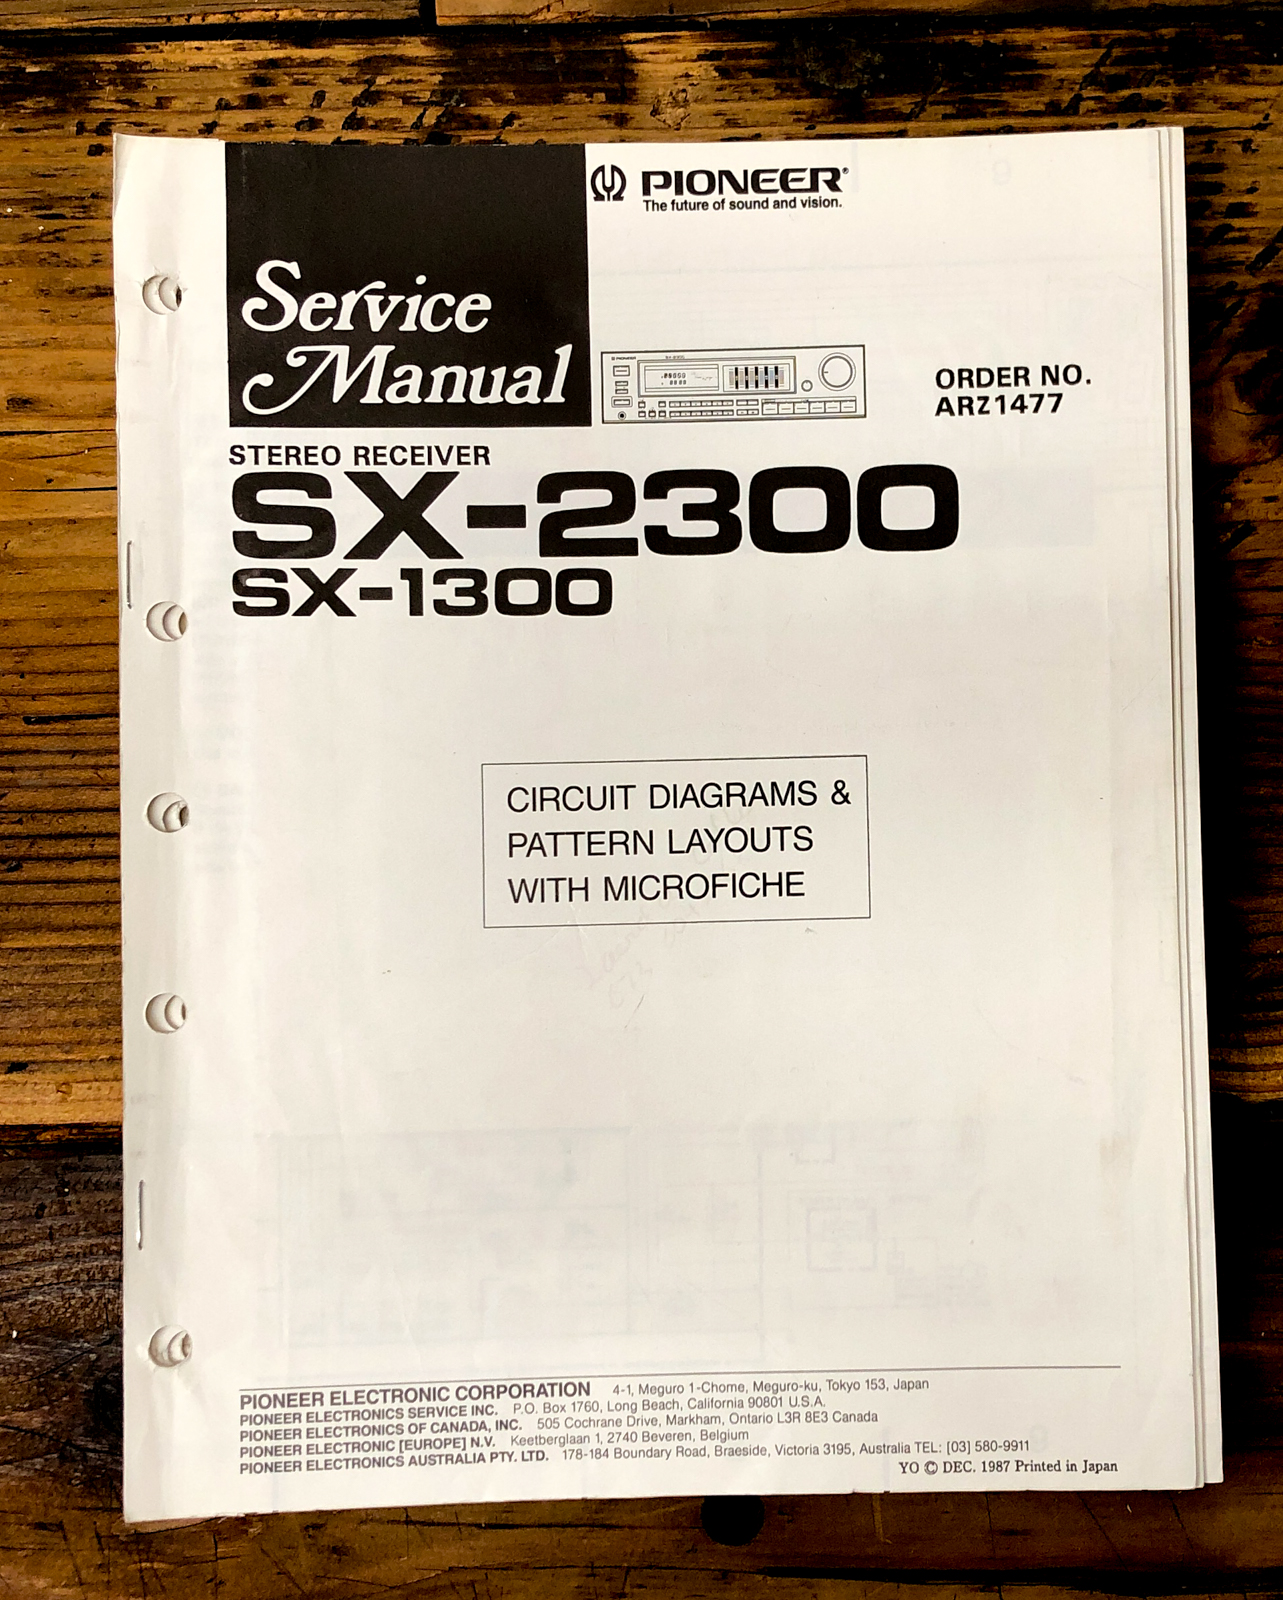 PIONEER®
The future of sound and vision.
Service
Manual
PIONEER
ORDER NO.
ARZ1477
STEREO RECEIVER
SX-2300
SX-1300
CIRCUIT DIAGRAMS &
PATTERN LAYOUTS
WITH MICROFICHE
PIONEER ELECTRONIC CORPORATION 4-1, Meguro 1-Chome, Meguro-ku, Tokyo 153, Japan
PIONEER ELECTRONICS SERVICE INC. P.O. Box 1760, Long Beach, California 90801 U.S.A.
PIONEER ELECTRONICS OF CANADA, INC. 505 Cochrane Drive, Markham, Ontario L3R 8E3 Canada
PIONEER ELECTRONIC [EUROPE] N.V. Keetberglaan 1, 2740 Beveren, Belgium
PIONEER ELECTRONICS AUSTRALIA PTY. LTD. 178-184 Boundary Road, Braeside, Victoria 3195, Australia TEL: [03] 580-9911
YO © DEC. 1987 Printed in Japan